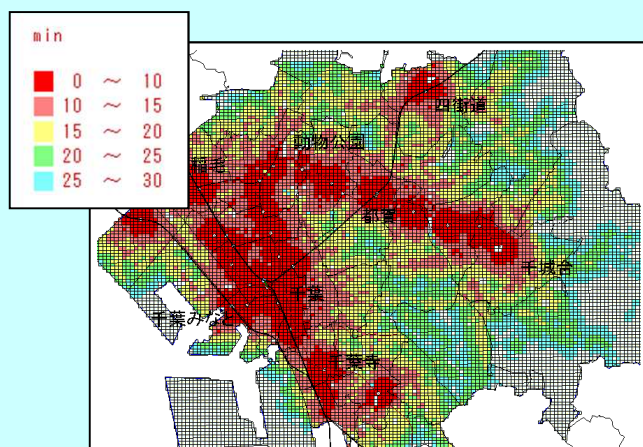 min
0 ～ 10
10 ～ 15
15 ～ 20
20 ～ 25
25 ～ 30
四街道
動物公園
稲毛
都賀
千城台
千葉
千葉みなと
千葉寺